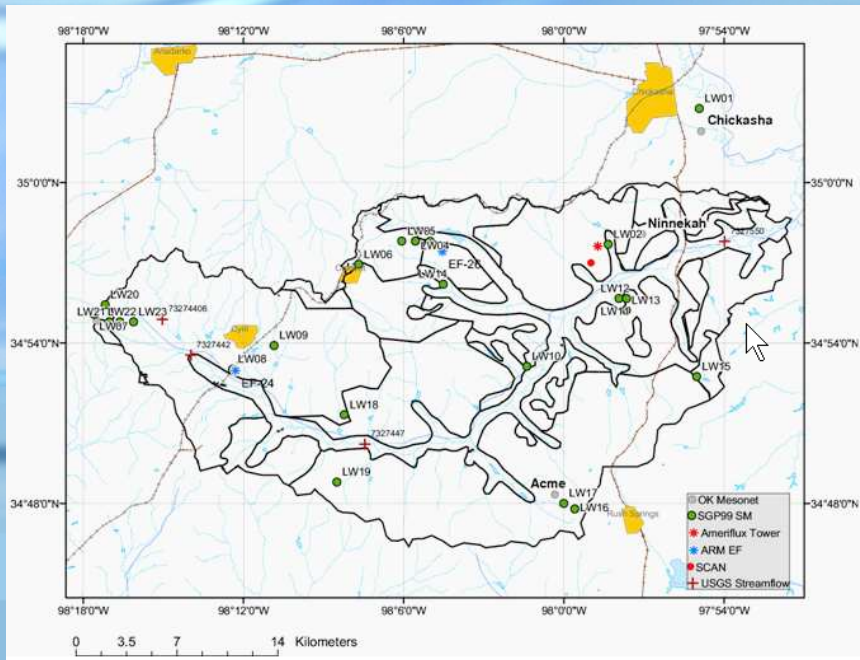 98°18'0"W 98°12'0"W 98°6'0"W 98°0'0"W 97°54'0"W
Anadarko
Chickasha
LW01
Chickasha
35°0'0"N 35°0'0"N
Ninnekah
LW02
7327550
LW05
LW04
LW06
EF-26
LW14
LW20
LW21 LW22 LW23 73274406
LW07
LW12
LW13
Cyril
7327442
LW09
34°54'0"N 34°54'0"N
LW08
EF-24
LW10
LW15
LW18
7327447
LW19
Acme
LW17
LW16
34°48'0"N 34°48'0"N
Rush Springs
OK Mesonet
SGP99 SM
Ameriflux Tower
ARM EF
SCAN
USGS Streamflow
98°18'0"W 98°12'0"W 98°6'0"W 98°0'0"W 97°54'0"W
0 3.5 7 14 Kilometers